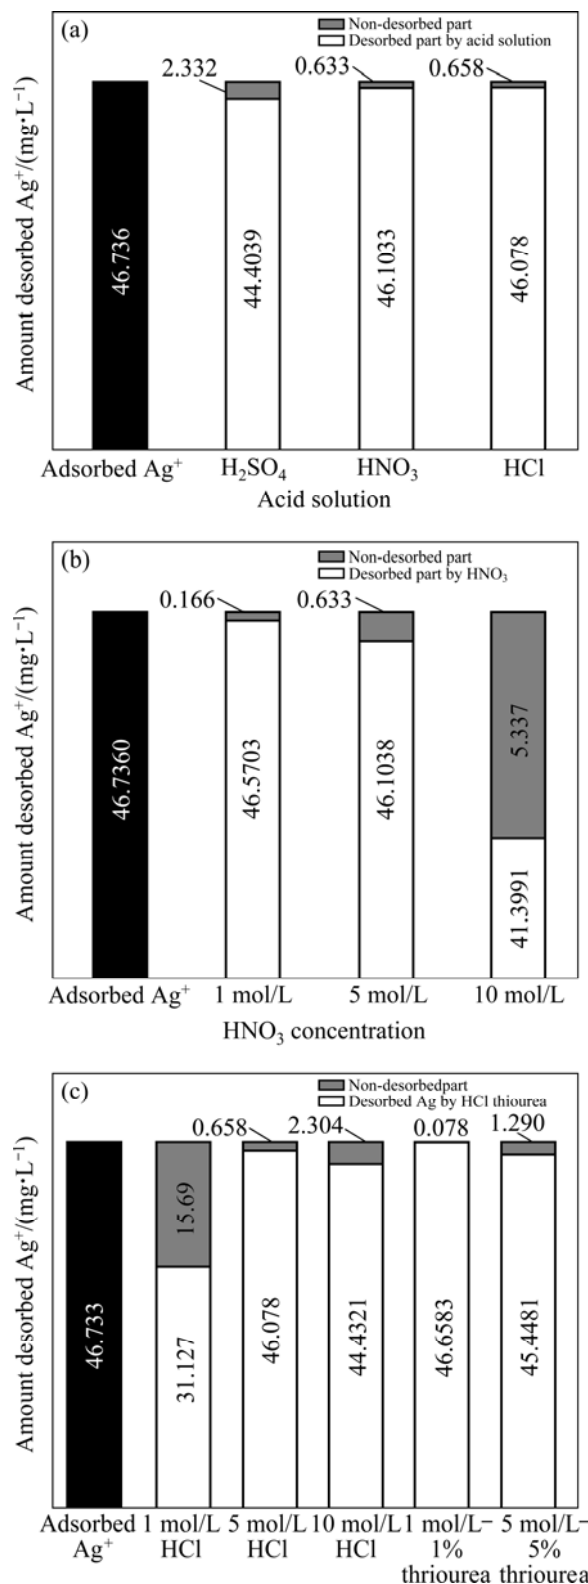 (a)
Non-desorbed part
Desorbed part by acid solution
2.332
0.633
0.658
Amount desorbed Ag⁺/(mg·L⁻¹)
46.736
44.4039
46.1033
46.078
Adsorbed Ag⁺
H₂SO₄
HNO₃
HCl
Acid solution
(b)
Non-desorbed part
Desorbed part by HNO₃
0.166
0.633
Amount desorbed Ag⁺/(mg·L⁻¹)
46.7360
46.5703
46.1038
5.337
41.3991
Adsorbed Ag⁺
1 mol/L
5 mol/L
10 mol/L
HNO₃ concentration
(c)
Non-desorbedpart
Desorbed Ag by HCl thiourea
0.658
2.304
0.078
1.290
Amount desorbed Ag⁺/(mg·L⁻¹)
46.733
15.69
31.127
46.078
44.4321
46.6583
45.4481
Adsorbed
Ag⁺
1 mol/L
HCl
5 mol/L
HCl
10 mol/L
HCl
1 mol/L–
1%
thriourea
5 mol/L–
5%
thriourea